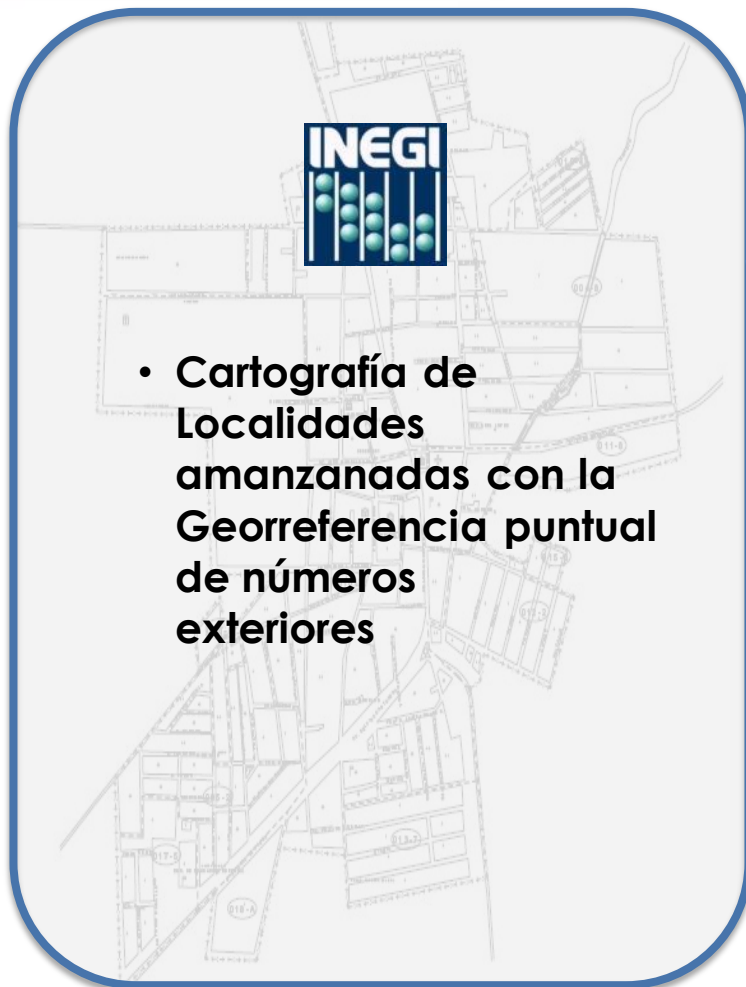 INEGI
• Cartografía de
Localidades
amanzanadas con la
Georreferencia puntual
de números
exteriores